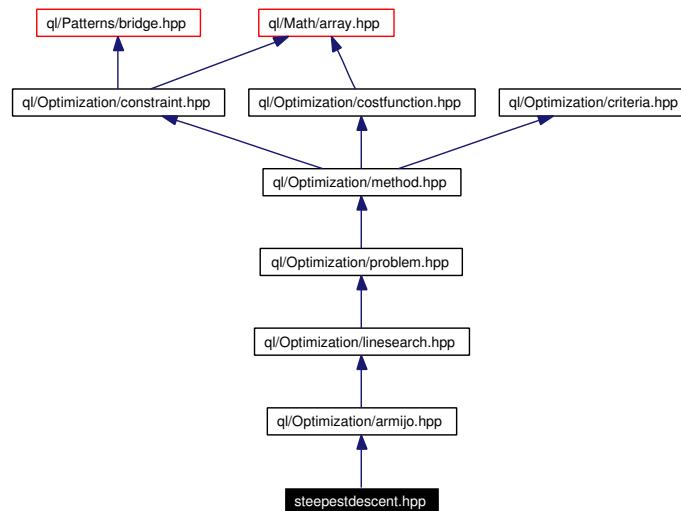 ql/Patterns/bridge.hpp
ql/Math/array.hpp
ql/Optimization/constraint.hpp
ql/Optimization/costfunction.hpp
ql/Optimization/criteria.hpp
ql/Optimization/method.hpp
ql/Optimization/problem.hpp
ql/Optimization/linesearch.hpp
ql/Optimization/armijo.hpp
steepestdescent.hpp